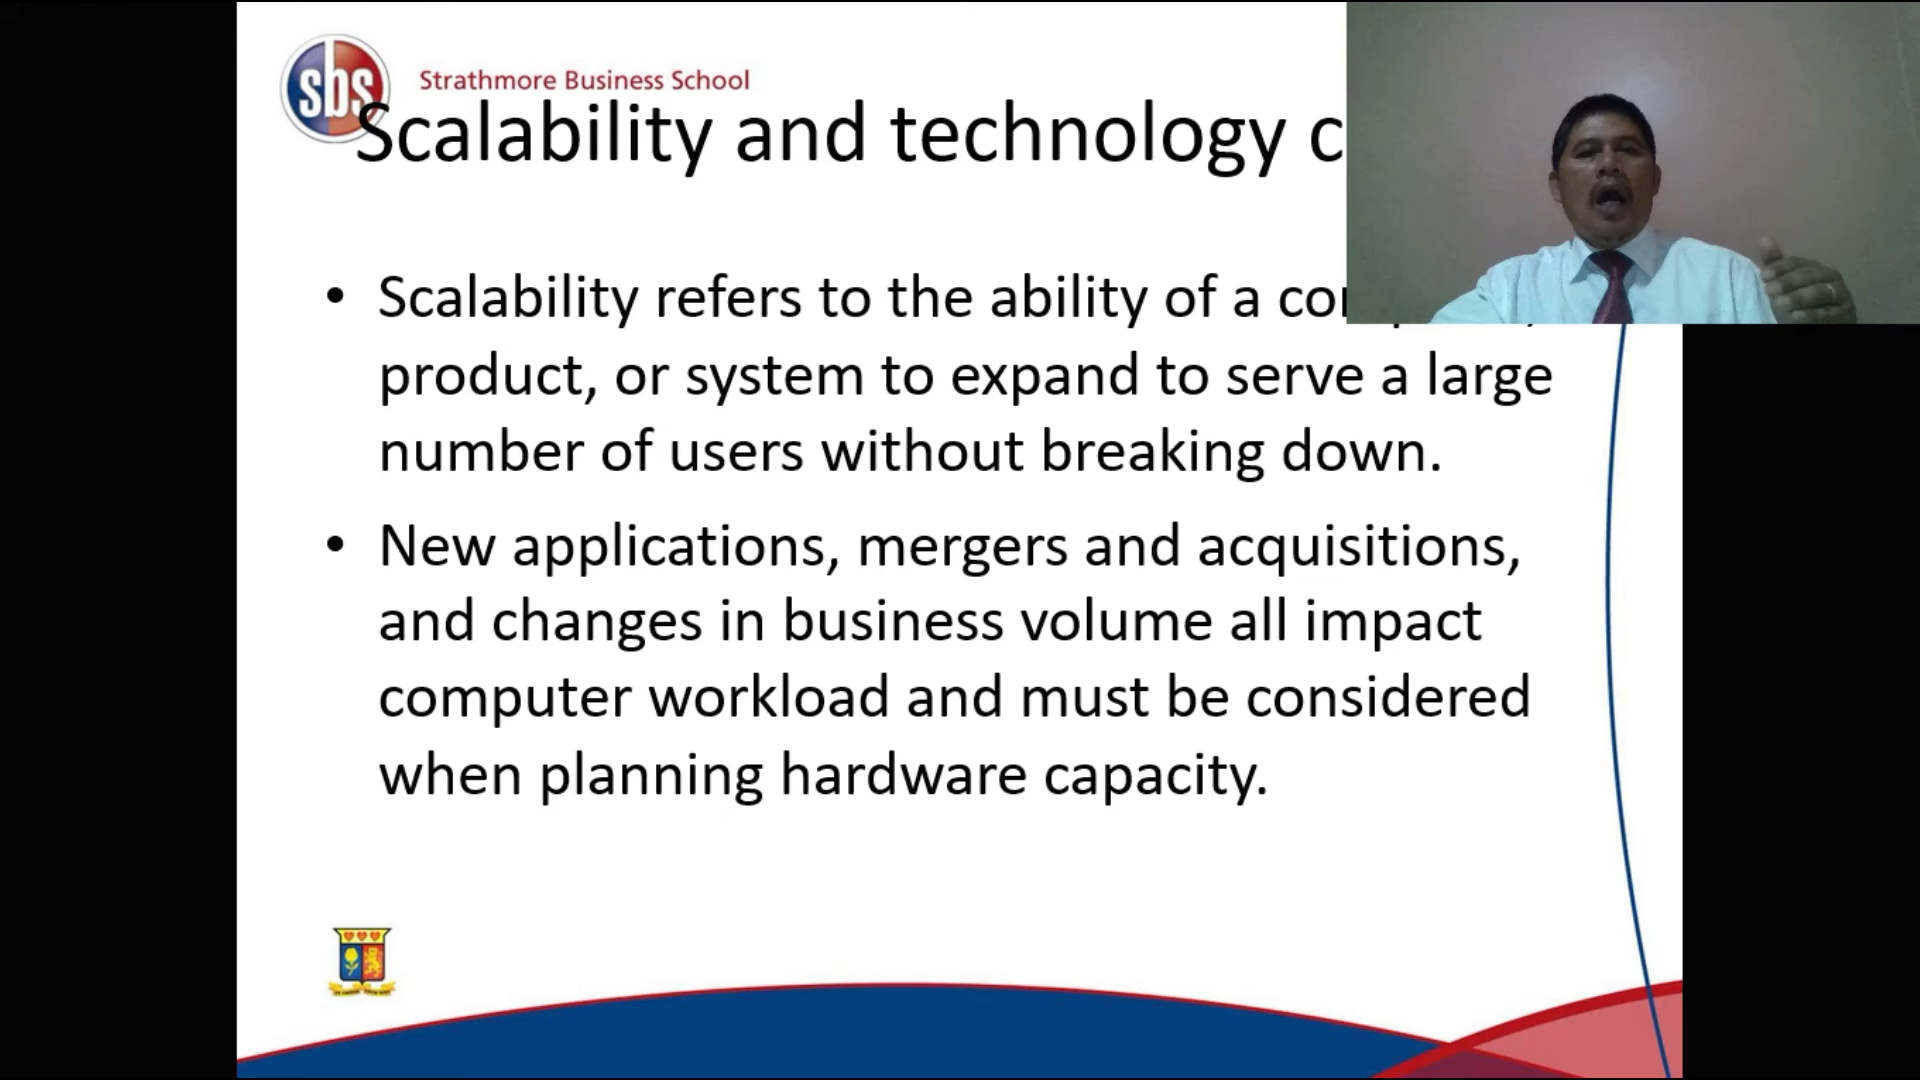 sbs
Strathmore Business School
Scalability and technology
• Scalability refers to the ability of a
product, or system to expand to serve a large
number of users without breaking down.
• New applications, mergers and acquisitions,
and changes in business volume all impact
computer workload and must be considered
when planning hardware capacity.